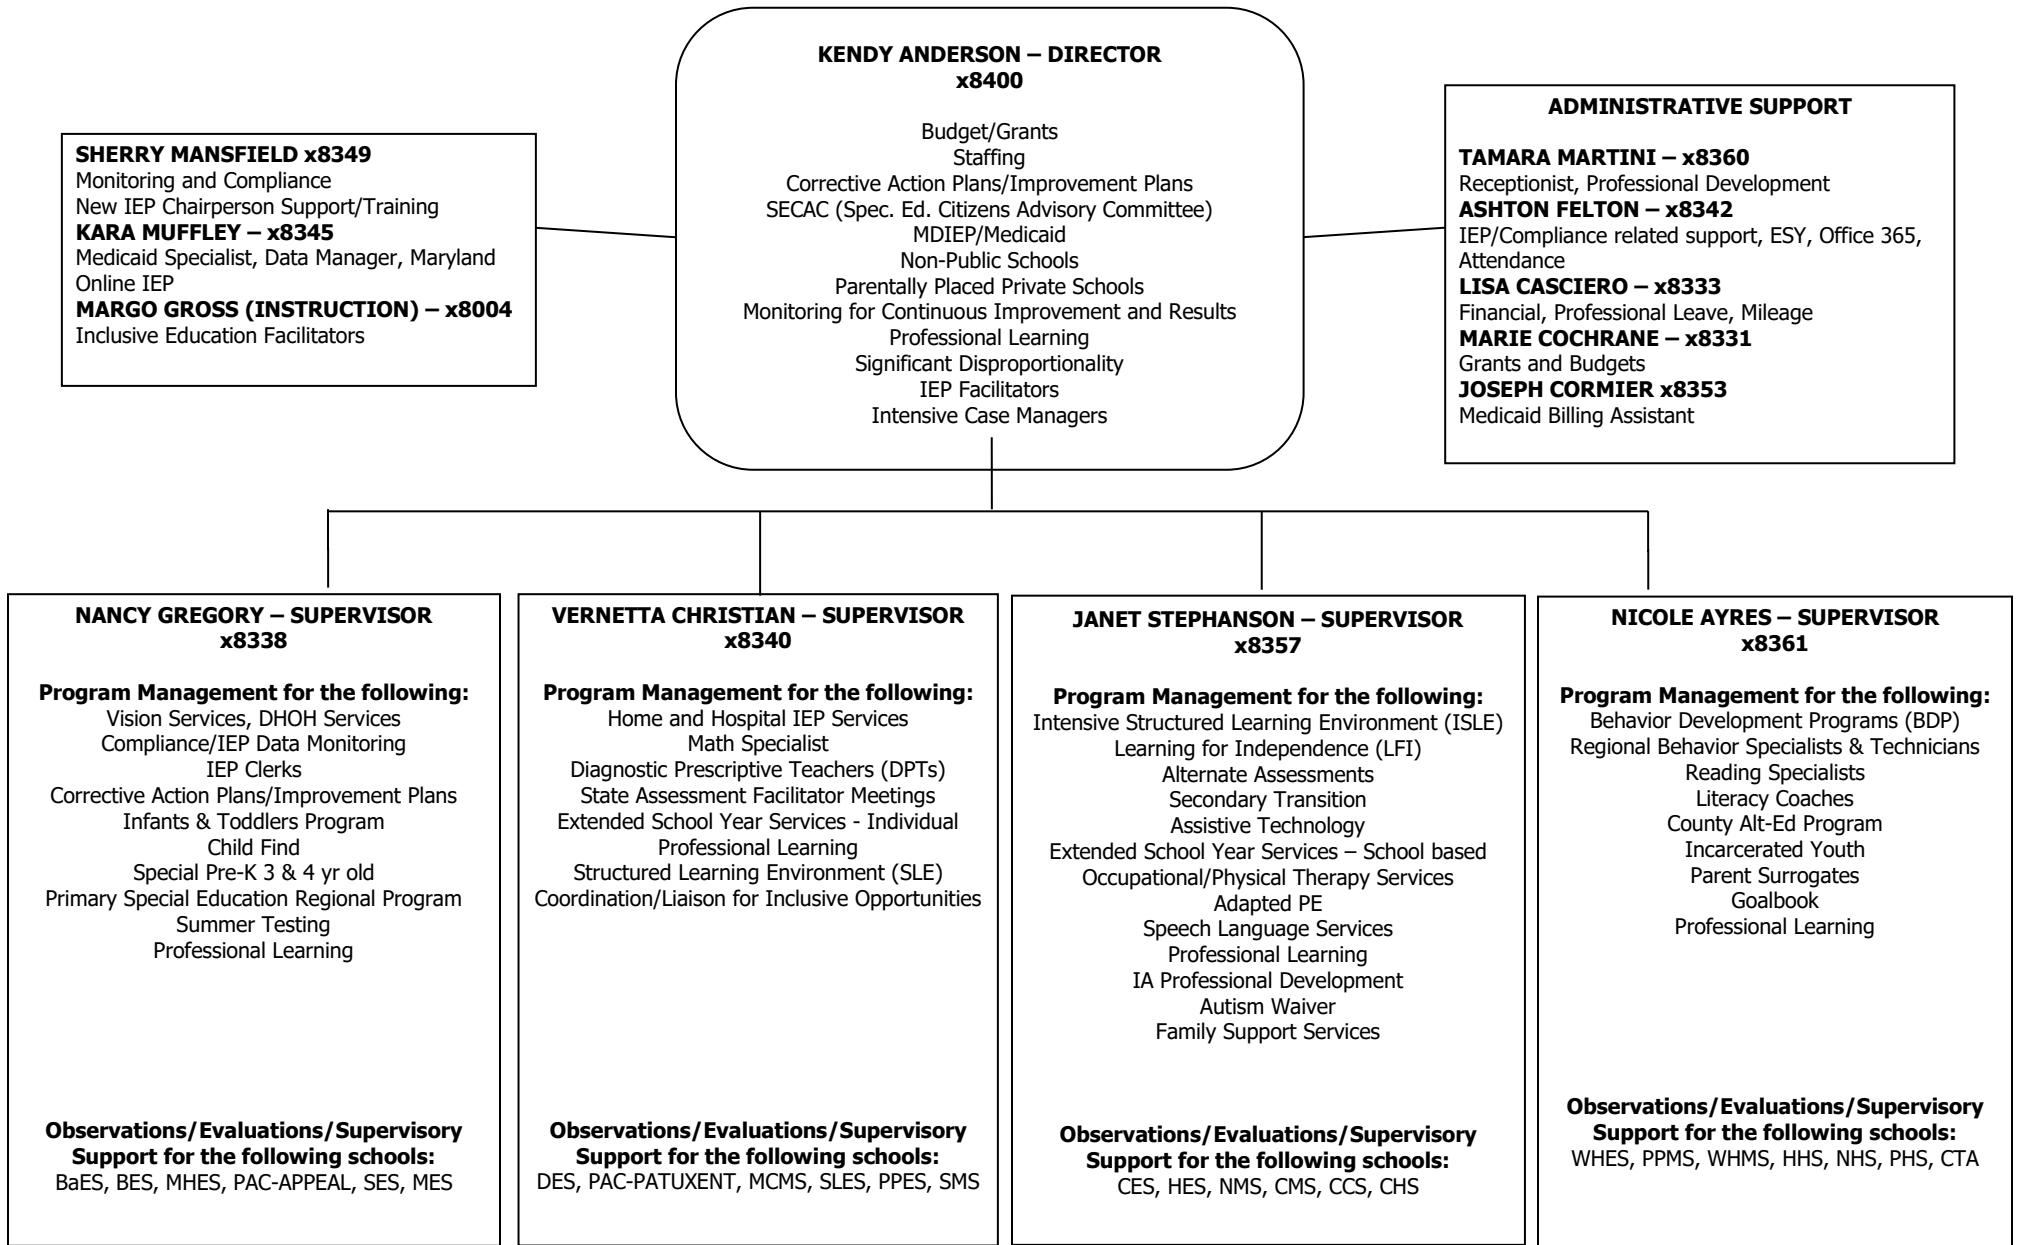 KENDY ANDERSON – DIRECTOR
x8400
Budget/Grants
Staffing
Corrective Action Plans/Improvement Plans
SECAC (Spec. Ed. Citizens Advisory Committee)
MDIEP/Medicaid
Non-Public Schools
Parentally Placed Private Schools
Monitoring for Continuous Improvement and Results
Professional Learning
Significant Disproportionality
IEP Facilitators
Intensive Case Managers
SHERRY MANSFIELD x8349
Monitoring and Compliance
New IEP Chairperson Support/Training
KARA MUFFLEY – x8345
Medicaid Specialist, Data Manager, Maryland
Online IEP
MARGO GROSS (INSTRUCTION) – x8004
Inclusive Education Facilitators
ADMINISTRATIVE SUPPORT
TAMARA MARTINI – x8360
Receptionist, Professional Development
ASHTON FELTON – x8342
IEP/Compliance related support, ESY, Office 365,
Attendance
LISA CASCIERO – x8333
Financial, Professional Leave, Mileage
MARIE COCHRANE – x8331
Grants and Budgets
JOSEPH CORMIER x8353
Medicaid Billing Assistant
NANCY GREGORY – SUPERVISOR
x8338
Program Management for the following:
Vision Services, DHOH Services
Compliance/IEP Data Monitoring
IEP Clerks
Corrective Action Plans/Improvement Plans
Infants & Toddlers Program
Child Find
Special Pre-K 3 & 4 yr old
Primary Special Education Regional Program
Summer Testing
Professional Learning
Observations/Evaluations/Supervisory
Support for the following schools:
BaES, BES, MHES, PAC-APPEAL, SES, MES
VERNETTA CHRISTIAN – SUPERVISOR
x8340
Program Management for the following:
Home and Hospital IEP Services
Math Specialist
Diagnostic Prescriptive Teachers (DPTs)
State Assessment Facilitator Meetings
Extended School Year Services - Individual
Professional Learning
Structured Learning Environment (SLE)
Coordination/Liaison for Inclusive Opportunities
Observations/Evaluations/Supervisory
Support for the following schools:
DES, PAC-PATUXENT, MCMS, SLES, PPES, SMS
JANET STEPHANSON – SUPERVISOR
x8357
Program Management for the following:
Intensive Structured Learning Environment (ISLE)
Learning for Independence (LFI)
Alternate Assessments
Secondary Transition
Assistive Technology
Extended School Year Services – School based
Occupational/Physical Therapy Services
Adapted PE
Speech Language Services
Professional Learning
IA Professional Development
Autism Waiver
Family Support Services
Observations/Evaluations/Supervisory
Support for the following schools:
CES, HES, NMS, CMS, CCS, CHS
NICOLE AYRES – SUPERVISOR
x8361
Program Management for the following:
Behavior Development Programs (BDP)
Regional Behavior Specialists & Technicians
Reading Specialists
Literacy Coaches
County Alt-Ed Program
Incarcerated Youth
Parent Surrogates
Goalbook
Professional Learning
Observations/Evaluations/Supervisory
Support for the following schools:
WHES, PPMS, WHMS, HHS, NHS, PHS, CTA